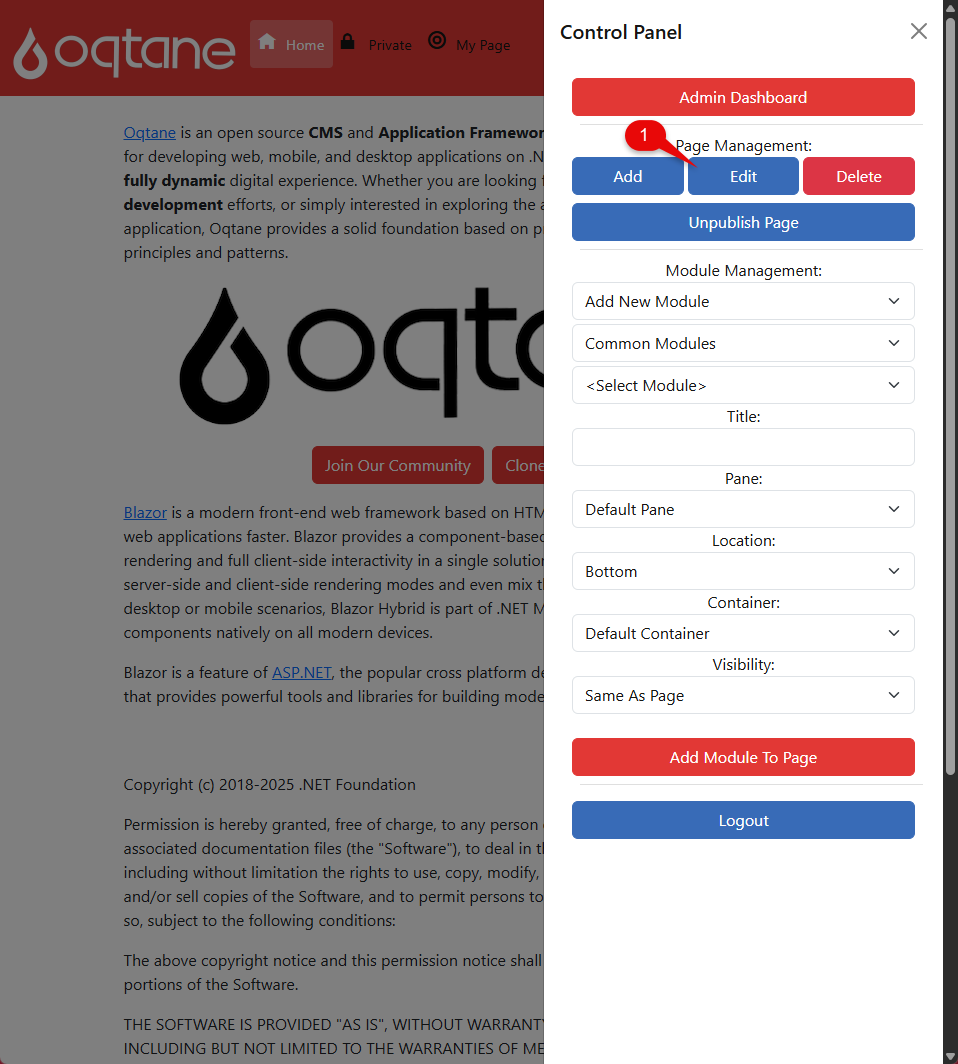 oqtane
Home
Private
My Page
Oqtane is an open source CMS and Application Framework
for developing web, mobile, and desktop applications on .N
fully dynamic digital experience. Whether you are looking
development efforts, or simply interested in exploring the
application, Oqtane provides a solid foundation based on
principles and patterns.
oqt
Join Our Community
Clone
Blazor is a modern front-end web framework based on HTM
web applications faster. Blazor provides a component-based
rendering and full client-side interactivity in a single solution
server-side and client-side rendering modes and even mix
desktop or mobile scenarios, Blazor Hybrid is part of .NET M
components natively on all modern devices.
Blazor is a feature of ASP.NET, the popular cross platform de
that provides powerful tools and libraries for building mode
Copyright (c) 2018-2025 .NET Foundation
Permission is hereby granted, free of charge, to any person
associated documentation files (the "Software"), to deal in
including without limitation the rights to use, copy, modify,
and/or sell copies of the Software, and to permit persons to
so, subject to the following conditions:
The above copyright notice and this permission notice shall
portions of the Software.
THE SOFTWARE IS PROVIDED "AS IS", WITHOUT WARRANTY
INCLUDING BUT NOT LIMITED TO THE WARRANTIES OF ME
Control Panel
Admin Dashboard
1
Page Management:
Add
Edit
Delete
Unpublish Page
Module Management:
Add New Module
Common Modules
<Select Module>
Title:
Pane:
Default Pane
Location:
Bottom
Container:
Default Container
Visibility:
Same As Page
Add Module To Page
Logout